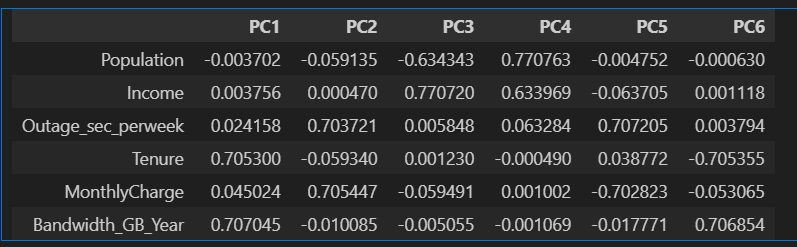 PC1 PC2 PC3 PC4 PC5 PC6
Population -0.003702 -0.059135 -0.634343 0.770763 -0.004752 -0.000630
Income 0.003756 0.000470 0.770720 0.633969 -0.063705 0.001118
Outage_sec_perweek 0.024158 0.703721 0.005848 0.063284 0.707205 0.003794
Tenure 0.705300 -0.059340 0.001230 -0.000490 0.038772 -0.705355
MonthlyCharge 0.045024 0.705447 -0.059491 0.001002 -0.702823 -0.053065
Bandwidth_GB_Year 0.707045 -0.010085 -0.005055 -0.001069 -0.017771 0.706854